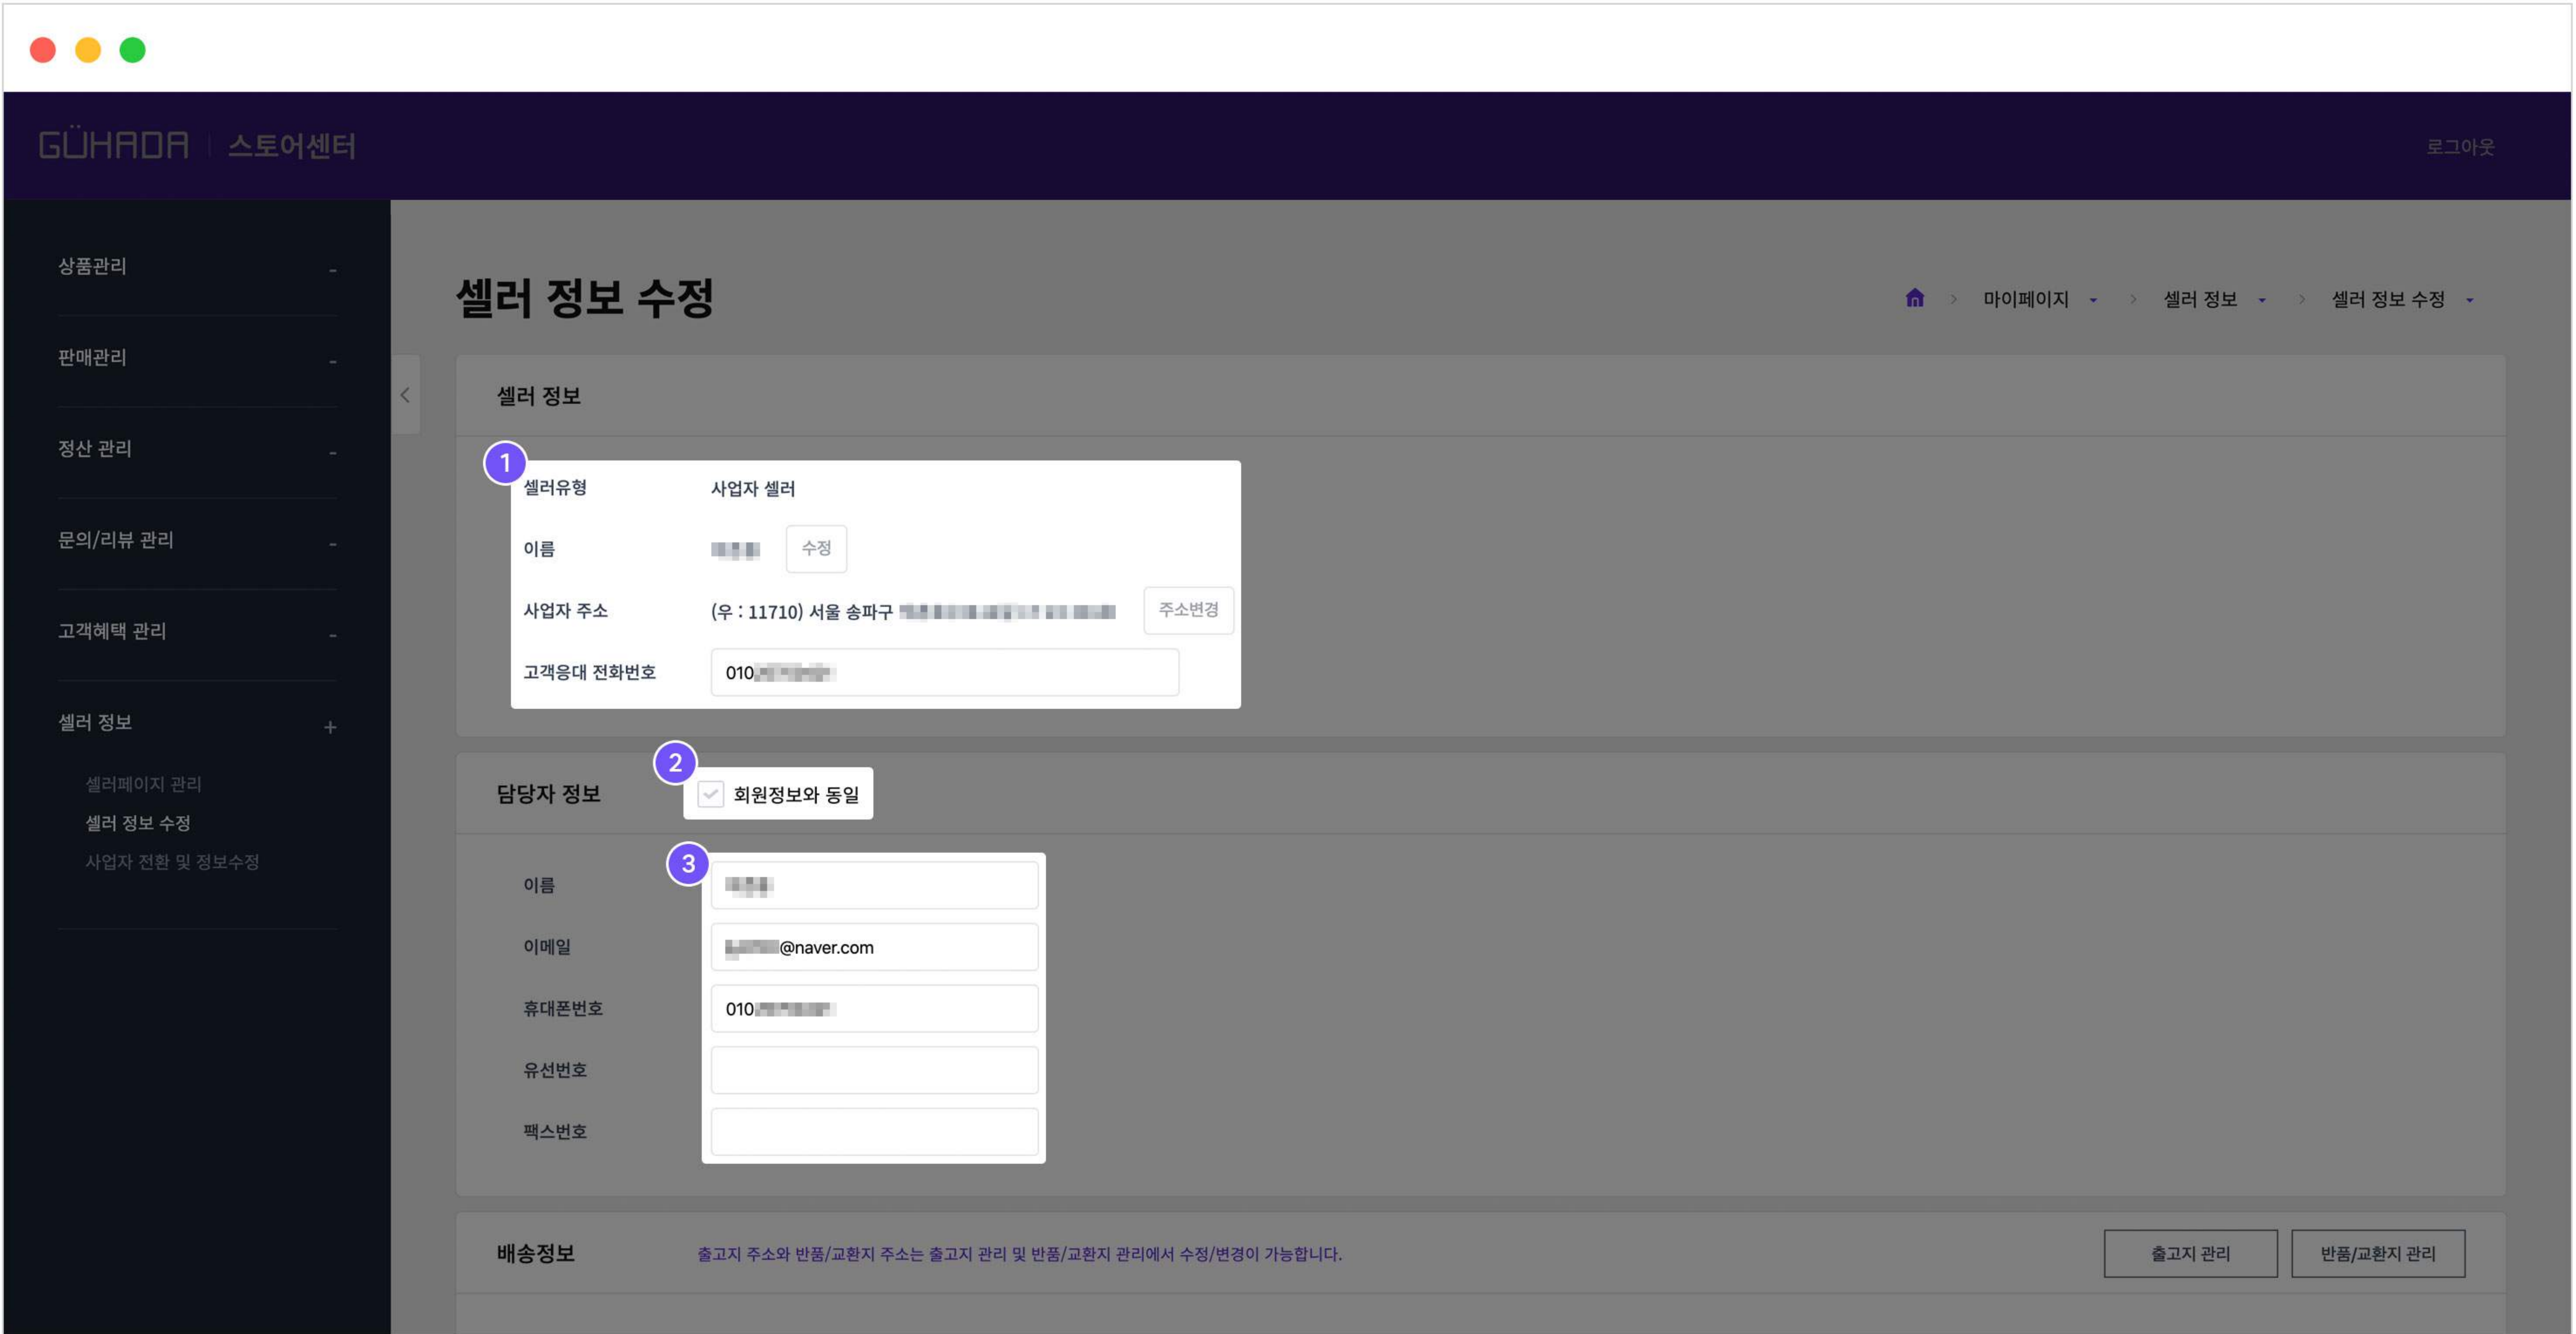 GÜHADA | 스토어센터
로그아웃
상품관리 -
판매관리 -
정산 관리 -
문의/리뷰 관리 -
고객혜택 관리 -
셀러 정보 +
셀러페이지 관리
셀러 정보 수정
사업자 전환 및 정보수정
셀러 정보 수정
> 마이페이지 > 셀러 정보 > 셀러 정보 수정
<
셀러 정보
1
셀러유형 사업자 셀러
이름 수정
사업자 주소 (우 : 11710) 서울 송파구 주소변경
고객응대 전화번호 010
담당자 정보 2 회원정보와 동일
3
이름
이메일 @naver.com
휴대폰번호 010
유선번호
팩스번호
배송정보 출고지 주소와 반품/교환지 주소는 출고지 관리 및 반품/교환지 관리에서 수정/변경이 가능합니다. 출고지 관리 반품/교환지 관리